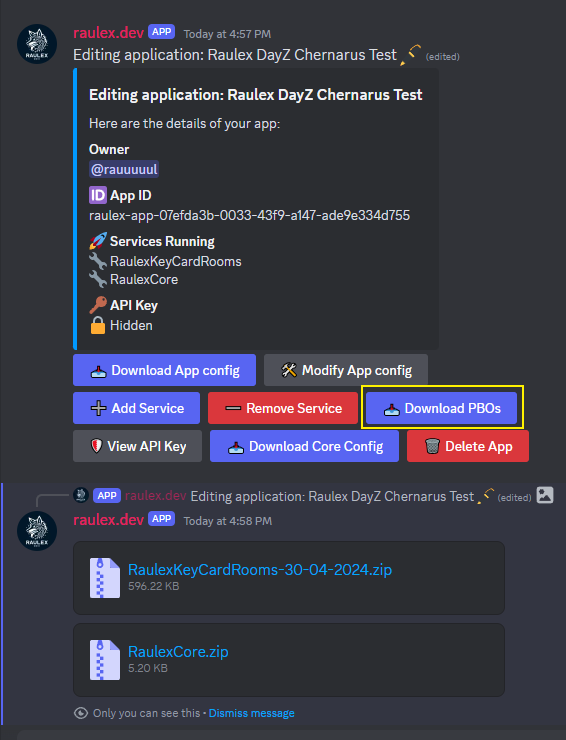 raulex.dev APP Today at 4:57 PM
Editing application: Raulex DayZ Chernarus Test (edited)
Editing application: Raulex DayZ Chernarus Test
Here are the details of your app:
Owner
@rauuuuul
ID App ID
raulex-app-07efda3b-0033-43f9-a147-ade9e334d755
Services Running
RaulexKeyCardRooms
RaulexCore
API Key
Hidden
Download App config Modify App config
Add Service Remove Service Download PBOs
View API Key Download Core Config Delete App
APP raulex.dev Editing application: Raulex DayZ Chernarus Test (edited)
raulex.dev APP Today at 4:58 PM
RaulexKeyCardRooms-30-04-2024.zip
596.22 KB
RaulexCore.zip
5.20 KB
Only you can see this • Dismiss message